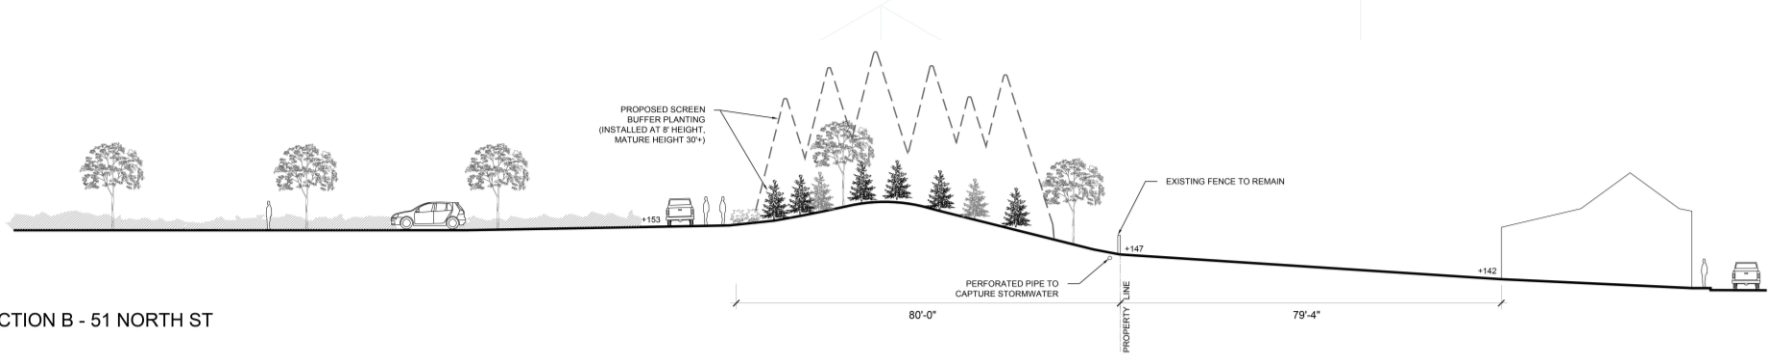 PROPOSED SCREEN
BUFFER PLANTING
(INSTALLED AT 8' HEIGHT,
MATURE HEIGHT 30'+)
EXISTING FENCE TO REMAIN
+153
+147
+142
PERFORATED PIPE TO
CAPTURE STORMWATER
PROPERTY LINE
80'-0"
79'-4"
CTION B - 51 NORTH ST